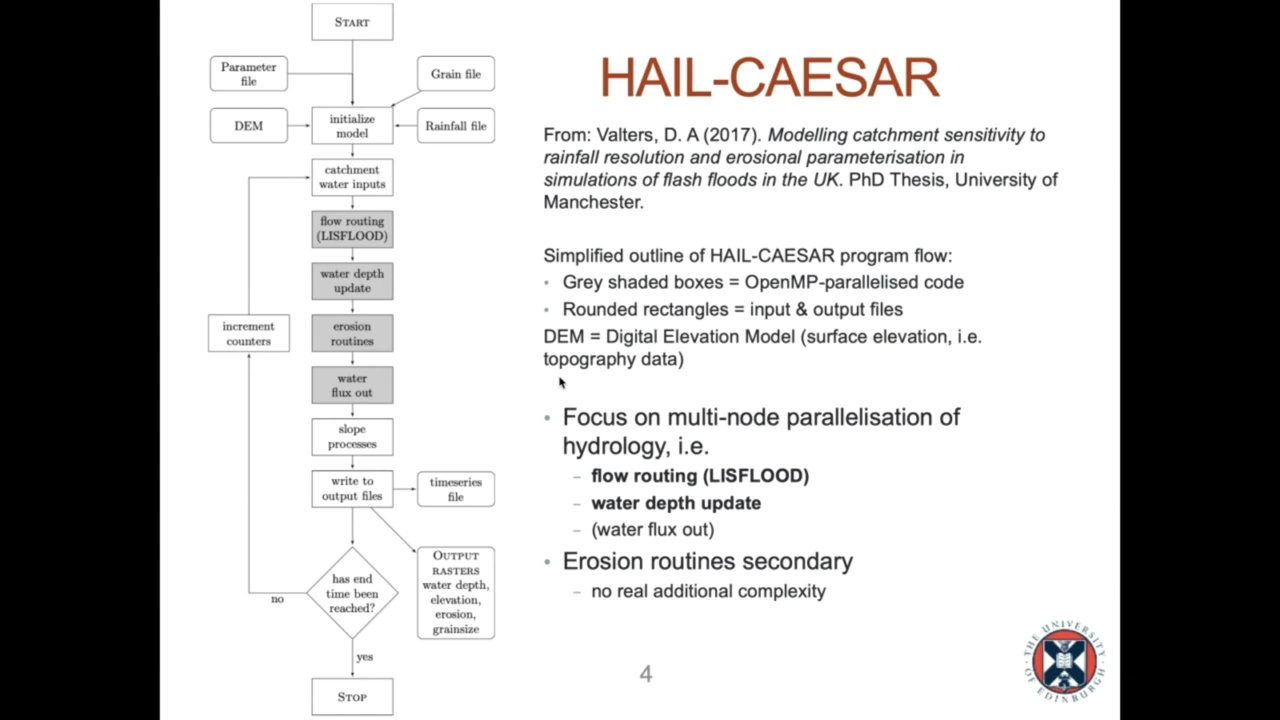 START
Parameter
file
Grain file
DEM
initialize
model
Rainfall file
catchment
water inputs
flow routing
(LISFLOOD)
water depth
update
increment
counters
erosion
routines
water
flux out
slope
processes
write to
output files
timeseries
file
has end
time been
reached?
no
OUTPUT
RASTERS
water depth,
elevation,
erosion,
grainsize
yes
STOP
HAIL-CAESAR
From: Valters, D. A (2017). Modelling catchment sensitivity to
rainfall resolution and erosional parameterisation in
simulations of flash floods in the UK. PhD Thesis, University of
Manchester.
Simplified outline of HAIL-CAESAR program flow:
• Grey shaded boxes = OpenMP-parallelised code
• Rounded rectangles = input & output files
DEM = Digital Elevation Model (surface elevation, i.e.
topography data)
• Focus on multi-node parallelisation of
hydrology, i.e.
– flow routing (LISFLOOD)
– water depth update
– (water flux out)
• Erosion routines secondary
– no real additional complexity
4
THE UNIVERSITY
OF EDINBURGH